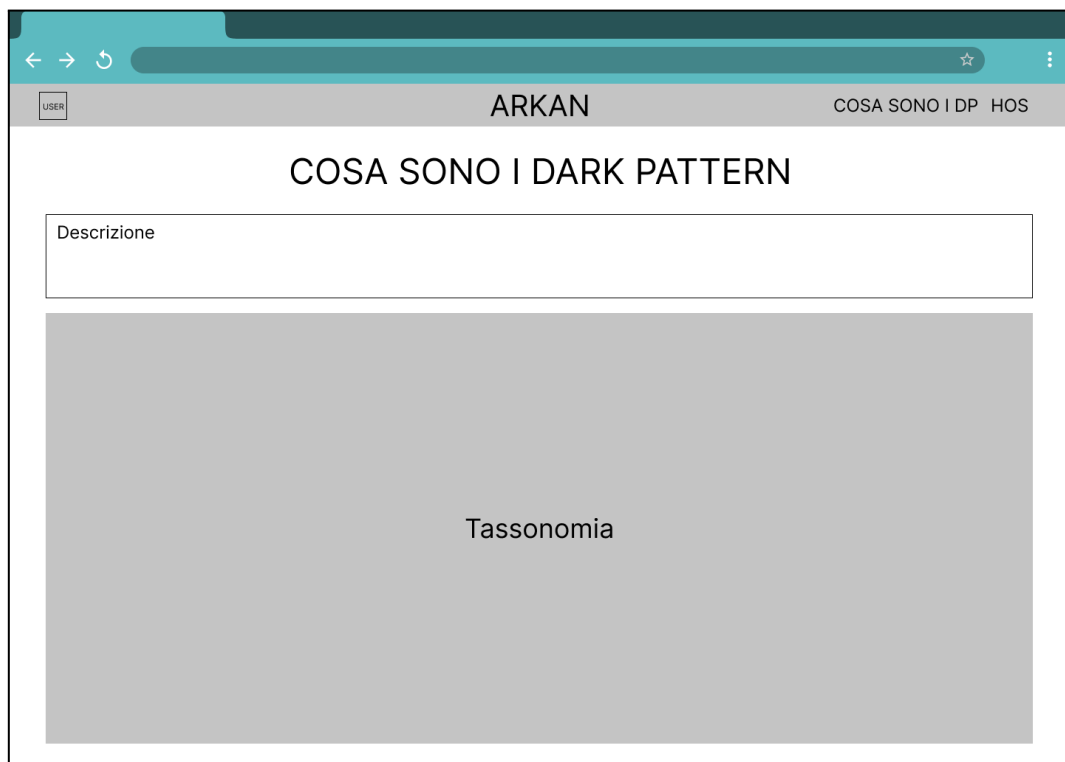 USER
ARKAN
COSA SONO I DP HOS
COSA SONO I DARK PATTERN
Descrizione
Tassonomia